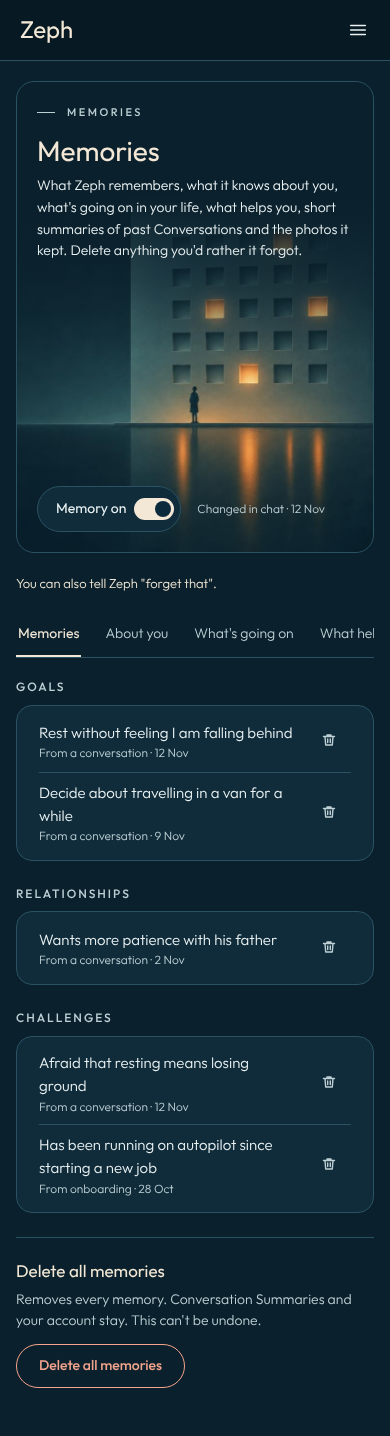 Zeph
MEMORIES
Memories
What Zeph remembers, what it knows about you,
what's going on in your life, what helps you, short
summaries of past Conversations and the photos it
kept. Delete anything you'd rather it forgot.
Memory on
Changed in chat · 12 Nov
You can also tell Zeph "forget that".
Memories
About you
What's going on
What hel
GOALS
Rest without feeling I am falling behind
From a conversation · 12 Nov
Decide about travelling in a van for a
while
From a conversation · 9 Nov
RELATIONSHIPS
Wants more patience with his father
From a conversation · 2 Nov
CHALLENGES
Afraid that resting means losing
ground
From a conversation · 12 Nov
Has been running on autopilot since
starting a new job
From onboarding · 28 Oct
Delete all memories
Removes every memory. Conversation Summaries and
your account stay. This can't be undone.
Delete all memories